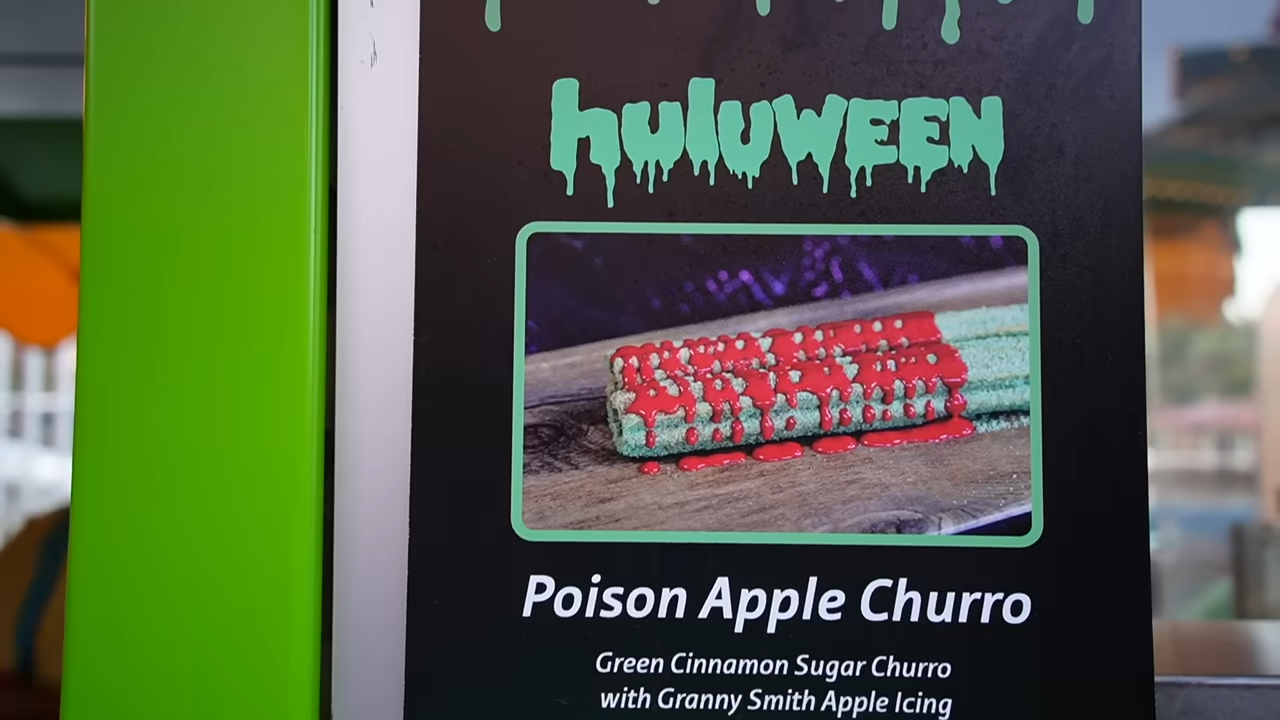 huluWEEN
Poison Apple Churro
Green Cinnamon Sugar Churro
with Granny Smith Apple Icing